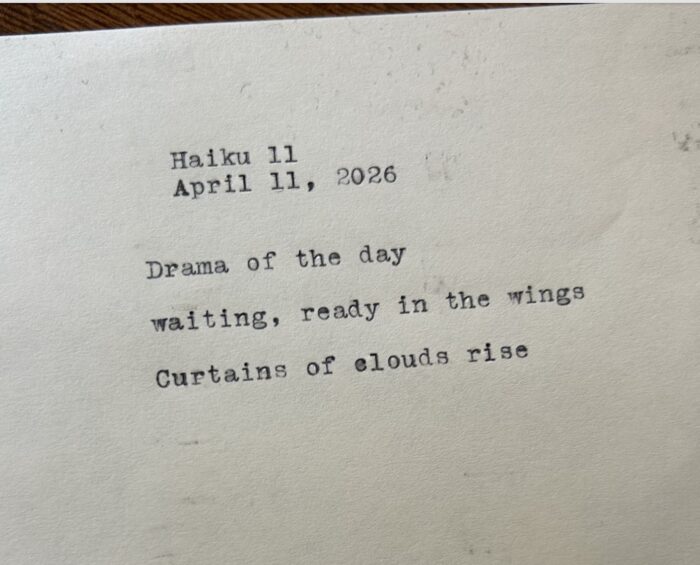 Haiku 11
April 11, 2026
Drama of the day
waiting, ready in the wings
Curtains of clouds rise